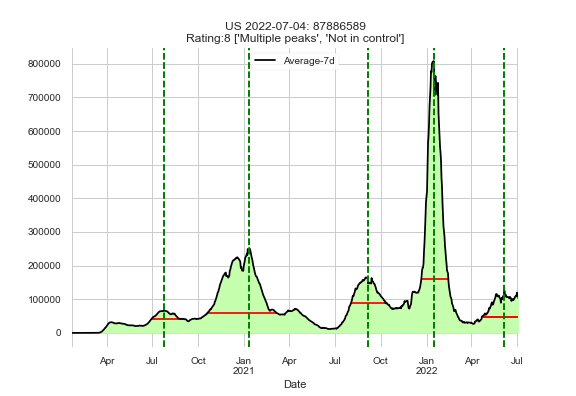 US 2022-07-04: 87886589
Rating:8 ['Multiple peaks', 'Not in control']
Average-7d
800000
700000
600000
500000
400000
300000
200000
100000
0
Apr Jul Oct Jan Apr Jul Oct Jan Apr Jul
2021 2022
Date